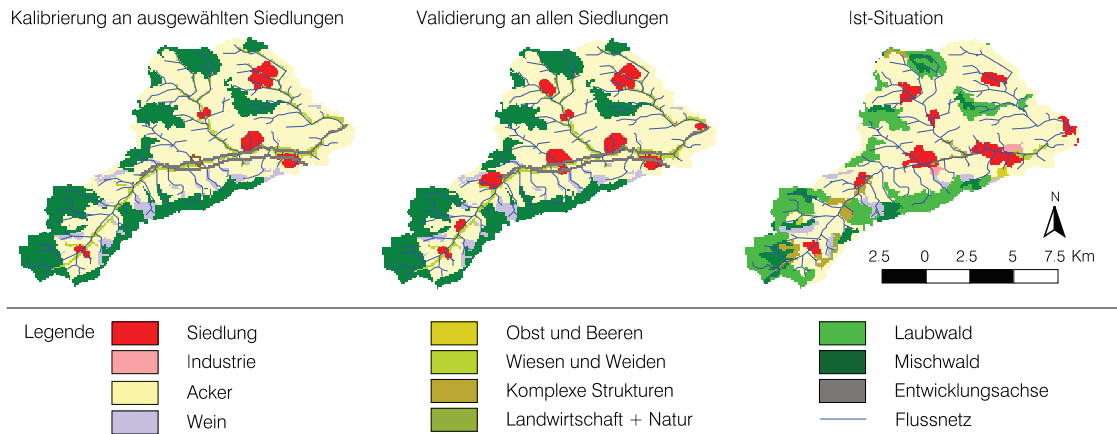 Kalibrierung an ausgewählten Siedlungen
Validierung an allen Siedlungen
Ist-Situation
N
2.5 0 2.5 5 7.5 Km
Legende
Siedlung
Industrie
Acker
Wein
Obst und Beeren
Wiesen und Weiden
Komplexe Strukturen
Landwirtschaft + Natur
Laubwald
Mischwald
Entwicklungsachse
Flussnetz